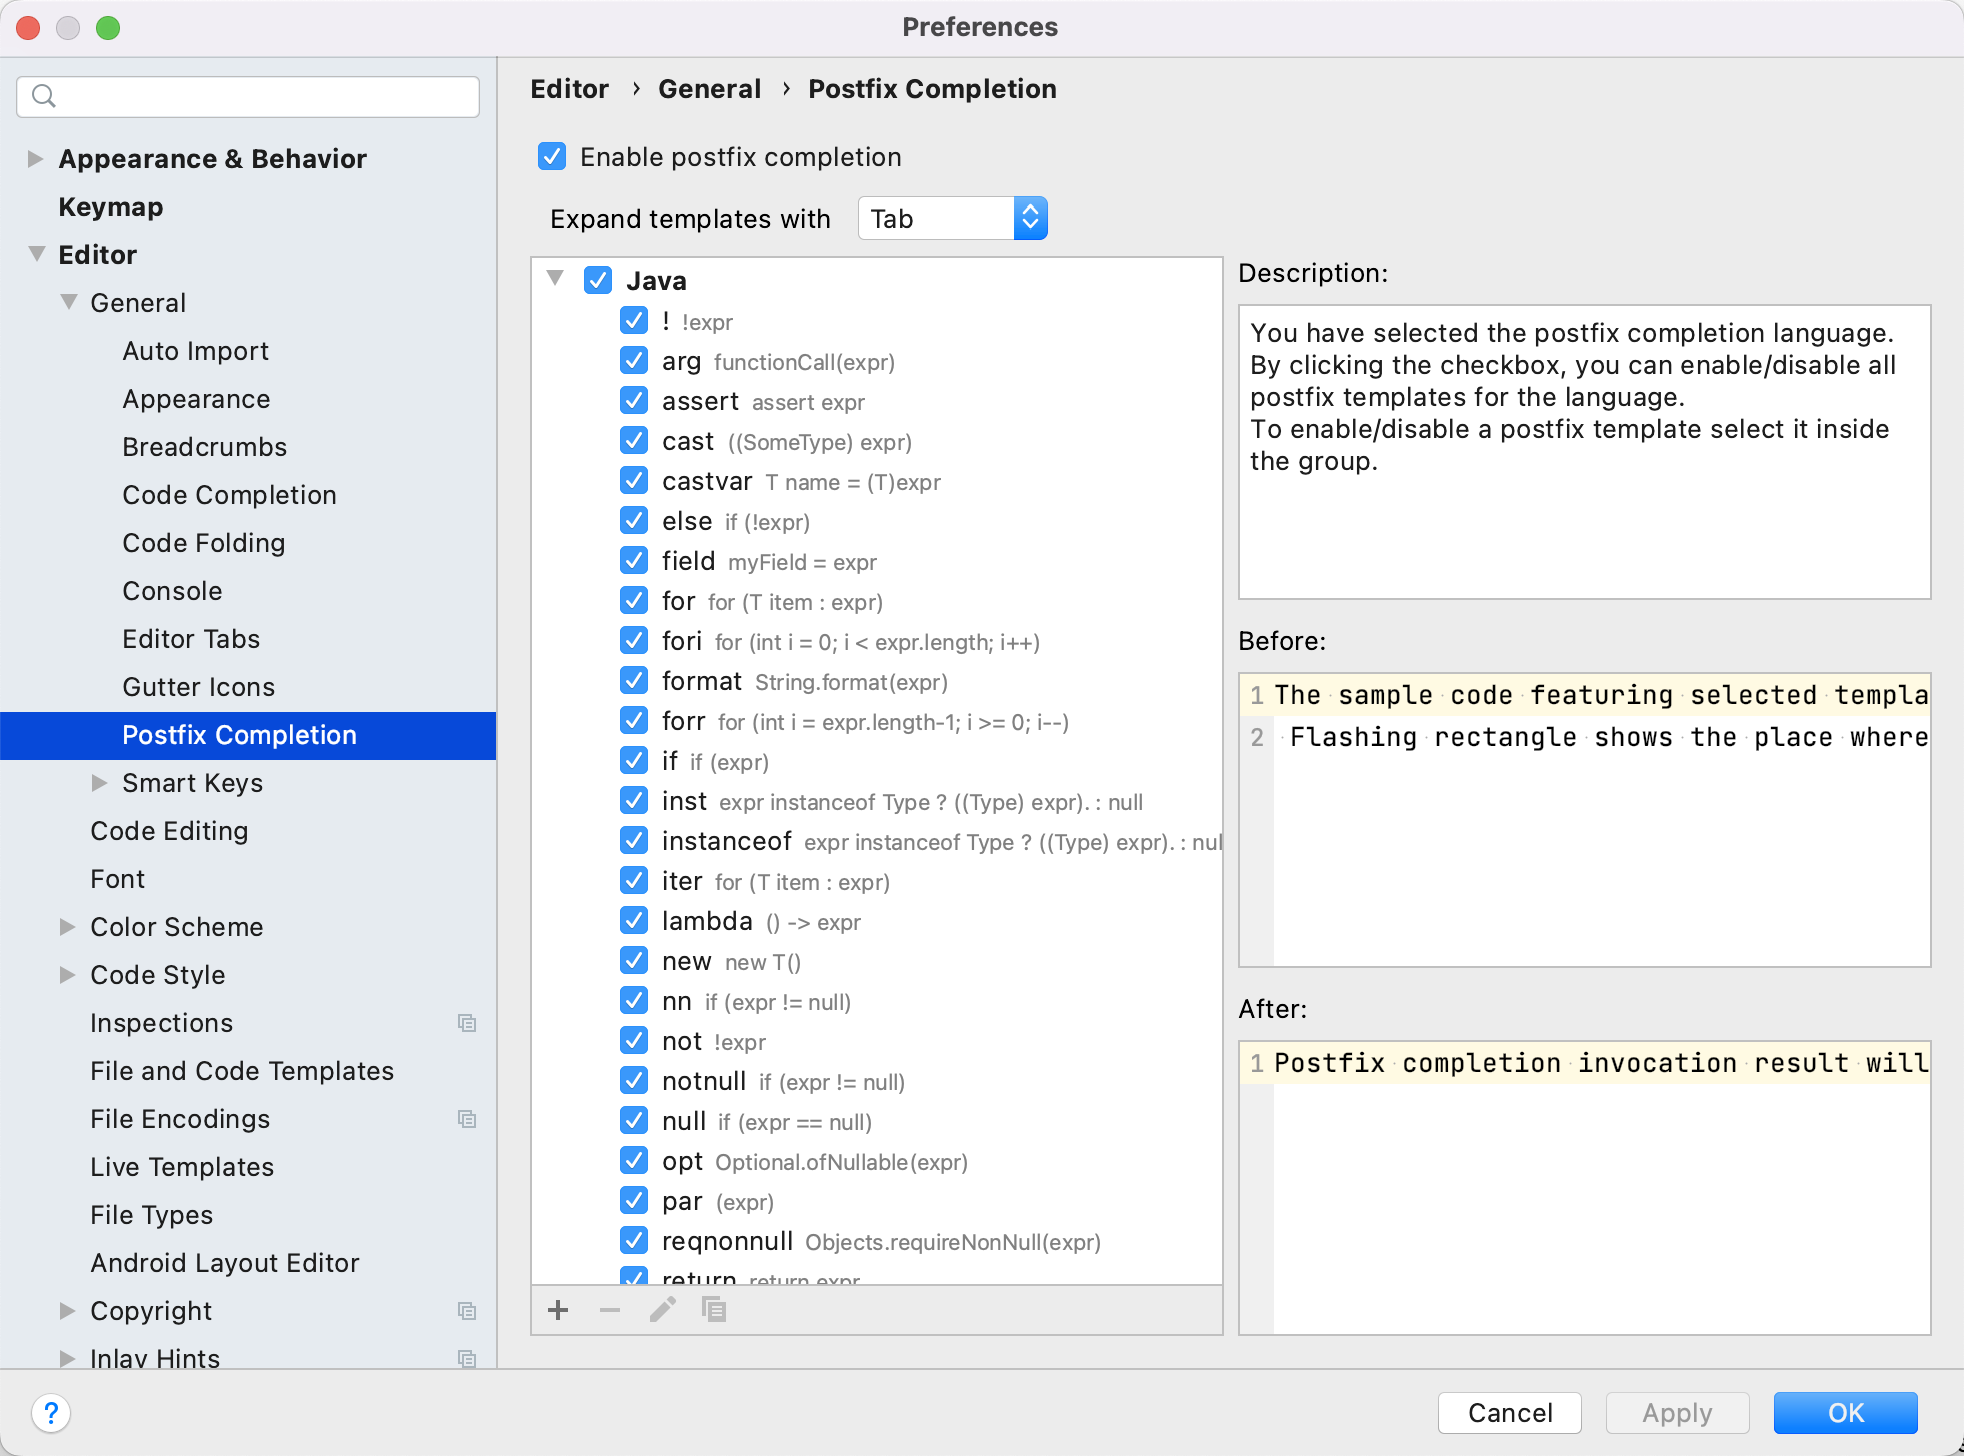 Preferences
Appearance & Behavior
Keymap
Editor
General
Auto Import
Appearance
Breadcrumbs
Code Completion
Code Folding
Console
Editor Tabs
Gutter Icons
Postfix Completion
Smart Keys
Code Editing
Font
Color Scheme
Code Style
Inspections
File and Code Templates
File Encodings
Live Templates
File Types
Android Layout Editor
Copyright
Inlay Hints
Editor › General › Postfix Completion
Enable postfix completion
Expand templates with Tab
Java
! !expr
arg functionCall(expr)
assert assert expr
cast ((SomeType) expr)
castvar T name = (T)expr
else if (!expr)
field myField = expr
for for (T item : expr)
fori for (int i = 0; i < expr.length; i++)
format String.format(expr)
forr for (int i = expr.length-1; i >= 0; i--)
if if (expr)
inst expr instanceof Type ? ((Type) expr). : null
instanceof expr instanceof Type ? ((Type) expr). : nul
iter for (T item : expr)
lambda () -> expr
new new T()
nn if (expr != null)
not !expr
notnull if (expr != null)
null if (expr == null)
opt Optional.ofNullable(expr)
par (expr)
reqnonnull Objects.requireNonNull(expr)
return return expr
Description:
You have selected the postfix completion language.
By clicking the checkbox, you can enable/disable all
postfix templates for the language.
To enable/disable a postfix template select it inside
the group.
Before:
1 The sample code featuring selected templa
2 Flashing rectangle shows the place where
After:
1 Postfix completion invocation result will
? Cancel Apply OK